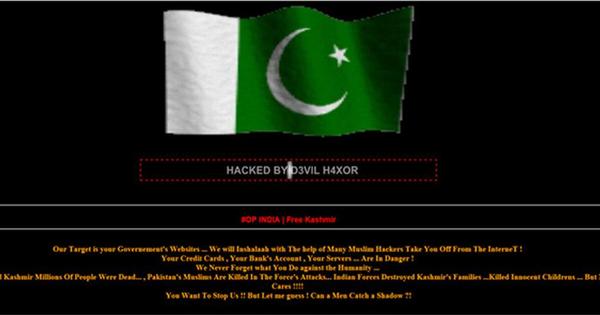 HACKED BY D3VIL H4XOR
#OP INDIA | Free Kashmir
Our Target is your Governement's Websites ... We will Inshalaah with The help of Many Muslim Hackers Take You Off From The InterneT !
Your Credit Cards , Your Bank's Account , Your Servers ... Are In Danger !
We Never Forget what You Do against the Humanity ...
Kashmir Millions Of People Were Dead... , Pakistan's Muslims Are Killed In The Force's Attacks... Indian Forces Destroyed Kashmir's Families ...Killed Innocent Childrens ... But
Cares !!!!
You Want To Stop Us !! But Let me guess ! Can a Men Catch a Shadow ?!